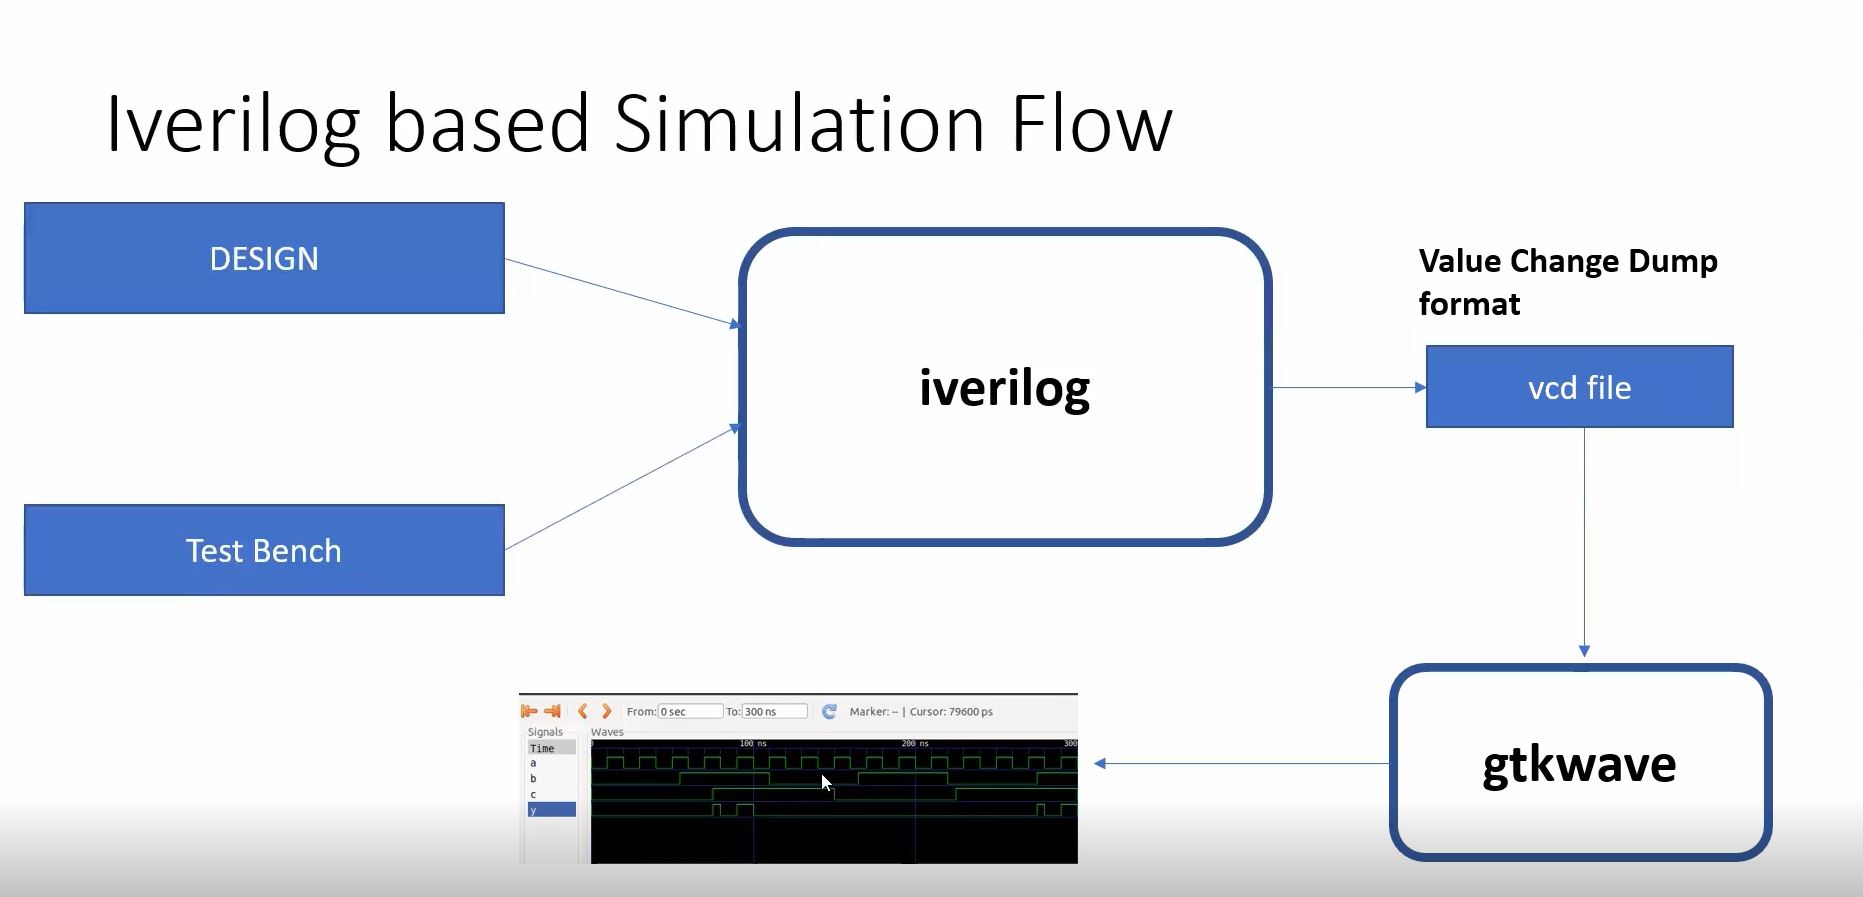 Iverilog based Simulation Flow
DESIGN
Test Bench
iverilog
Value Change Dump
format
vcd file
gtkwave
From: 0 sec To: 300 ns Marker: -- | Cursor: 79600 ps
Signals
Waves
Time
a
b
c
y
0 100 ns 200 ns 300